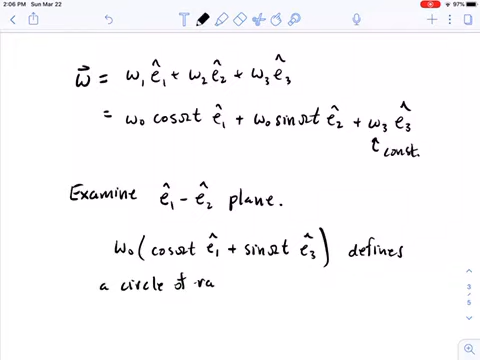 2:06 PM Sun Mar 22
97%
ω⃗ = ω₁ ê₁ + ω₂ ê₂ + ω₃ ê₃
= ω₀ cosΩt ê₁ + ω₀ sinΩt ê₂ + ω₃ ê₃
↑ const.
Examine ê₁ - ê₂ plane.
ω₀ ( cosΩt ê₁ + sinΩt ê₃ ) defines
a circle of ra
3
5